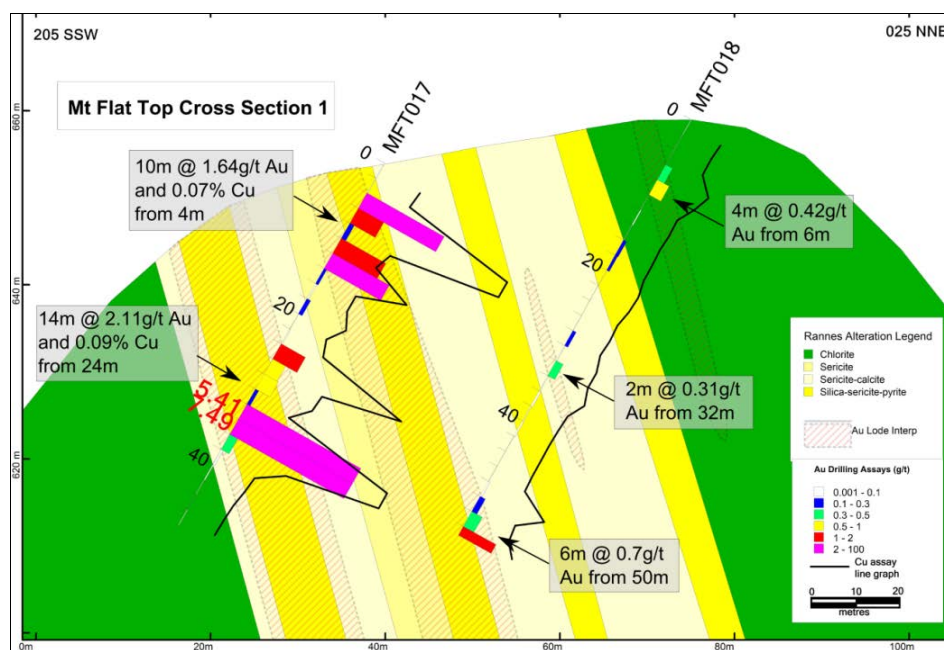 205 SSW
025 NNE
Mt Flat Top Cross Section 1
MFT017
MFT018
0
0
660 m
640 m
620 m
10m @ 1.64g/t Au
and 0.07% Cu
from 4m
4m @ 0.42g/t
Au from 6m
20
20
14m @ 2.11g/t Au
and 0.09% Cu
from 24m
2m @ 0.31g/t
Au from 32m
5.41
7.49
40
40
6m @ 0.7g/t
Au from 50m
Rannes Alteration Legend
Chlorite
Sericite
Sericite-calcite
Silica-sericite-pyrite
Au Lode Interp
Au Drilling Assays (g/t)
0.001 - 0.1
0.1 - 0.3
0.3 - 0.5
0.5 - 1
1 - 2
2 - 100
Cu assay
line graph
0 10 20
metres
0m 20m 40m 60m 80m 100m